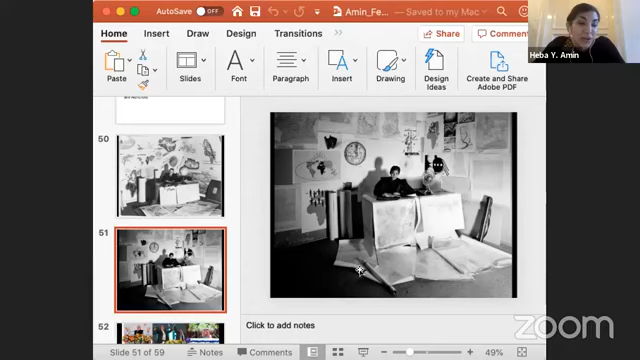 AutoSave OFF Amin_Fe... — Saved to my Mac
Home Insert Draw Design Transitions Share Comments
Paste Slides Font Paragraph Insert Drawing Design Ideas Create and Share Adobe PDF
Heba Y. Amin
50
51
52
Click to add notes
Slide 51 of 59 Notes Comments 49%
zoom